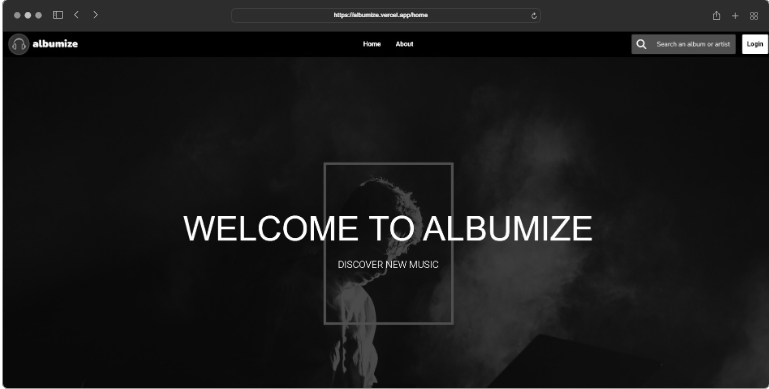 https://albumize.vercel.app/home
albumize
Home About
Search an album or artist
Login
WELCOME TO ALBUMIZE
DISCOVER NEW MUSIC